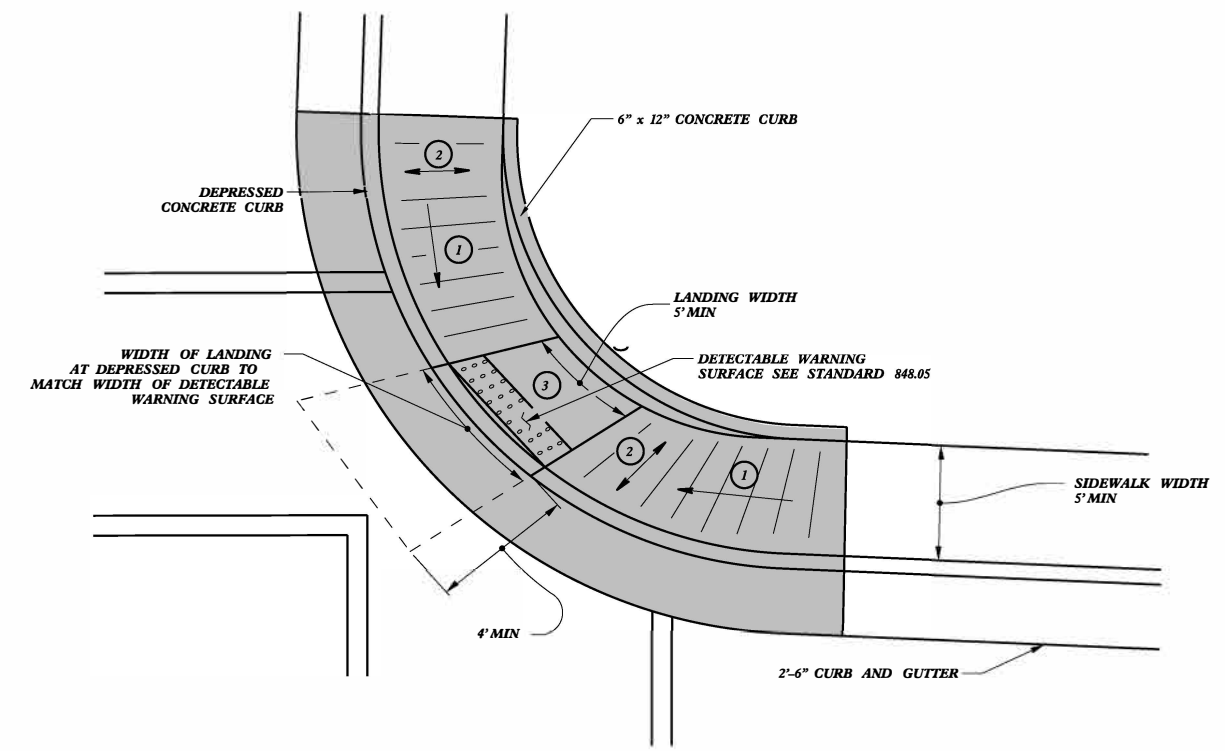 6" x 12" CONCRETE CURB
2
DEPRESSED
CONCRETE CURB
1
LANDING WIDTH
5' MIN
WIDTH OF LANDING
AT DEPRESSED CURB TO
MATCH WIDTH OF DETECTABLE
WARNING SURFACE
DETECTABLE WARNING
SURFACE SEE STANDARD 848.05
3
2
1
SIDEWALK WIDTH
5' MIN
4' MIN
2'-6" CURB AND GUTTER